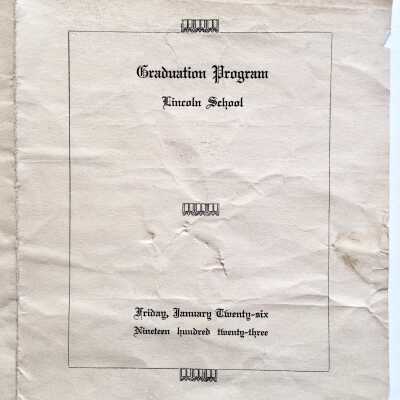 Graduation Program
Lincoln School
Friday, January Twenty-six
Nineteen hundred twenty-three